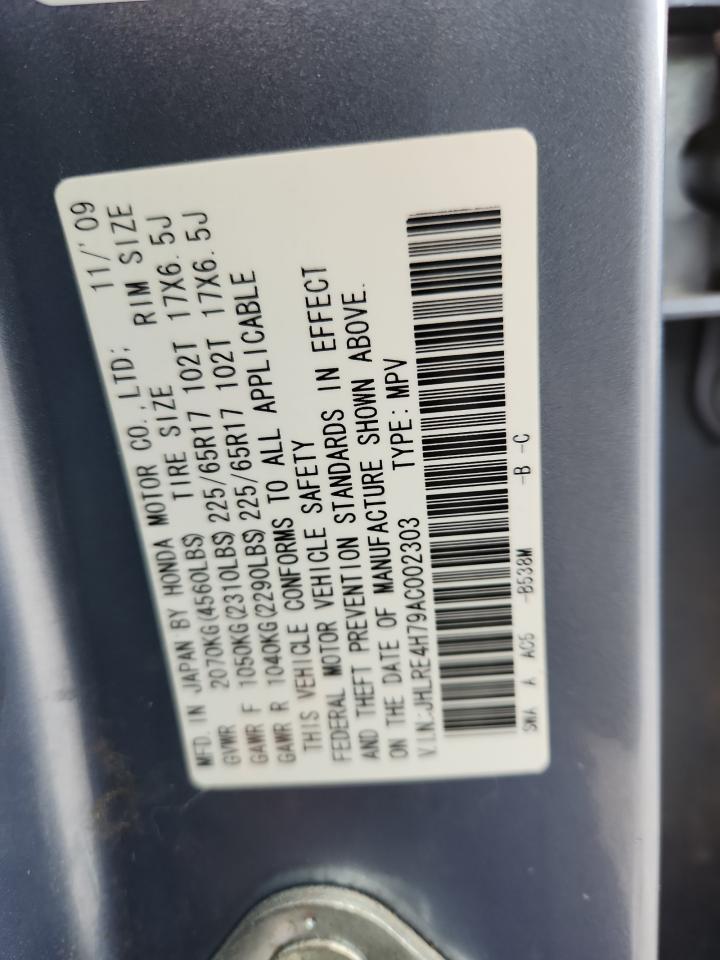 MFD. IN JAPAN BY HONDA MOTOR CO., LTD; 11/'09
GVWR 2070KG(4560LBS) TIRE SIZE RIM SIZE
GAWR F 1050KG(2310LBS) 225/65R17 102T 17X6.5J
GAWR R 1040KG(2290LBS) 225/65R17 102T 17X6.5J
THIS VEHICLE CONFORMS TO ALL APPLICABLE
FEDERAL MOTOR VEHICLE SAFETY
AND THEFT PREVENTION STANDARDS IN EFFECT
ON THE DATE OF MANUFACTURE SHOWN ABOVE.
V.I.N.:JHLRE4H79AC002303 TYPE: MPV
SWA A AC5 -B538M -B -C